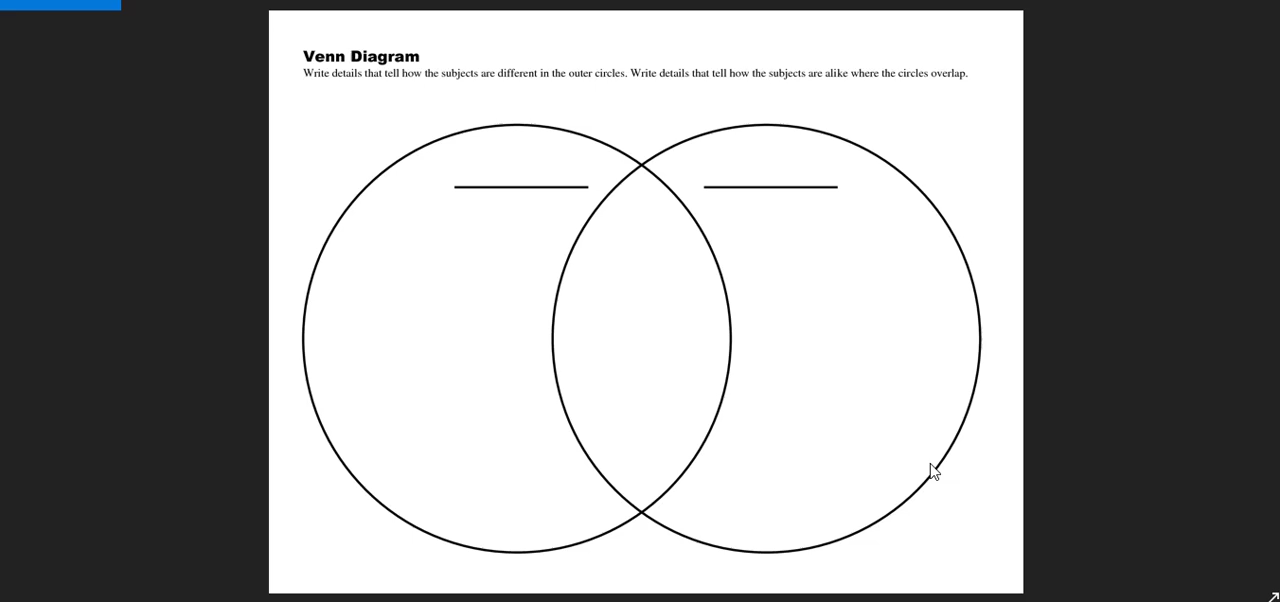 Venn Diagram
Write details that tell how the subjects are different in the outer circles. Write details that tell how the subjects are alike where the circles overlap.